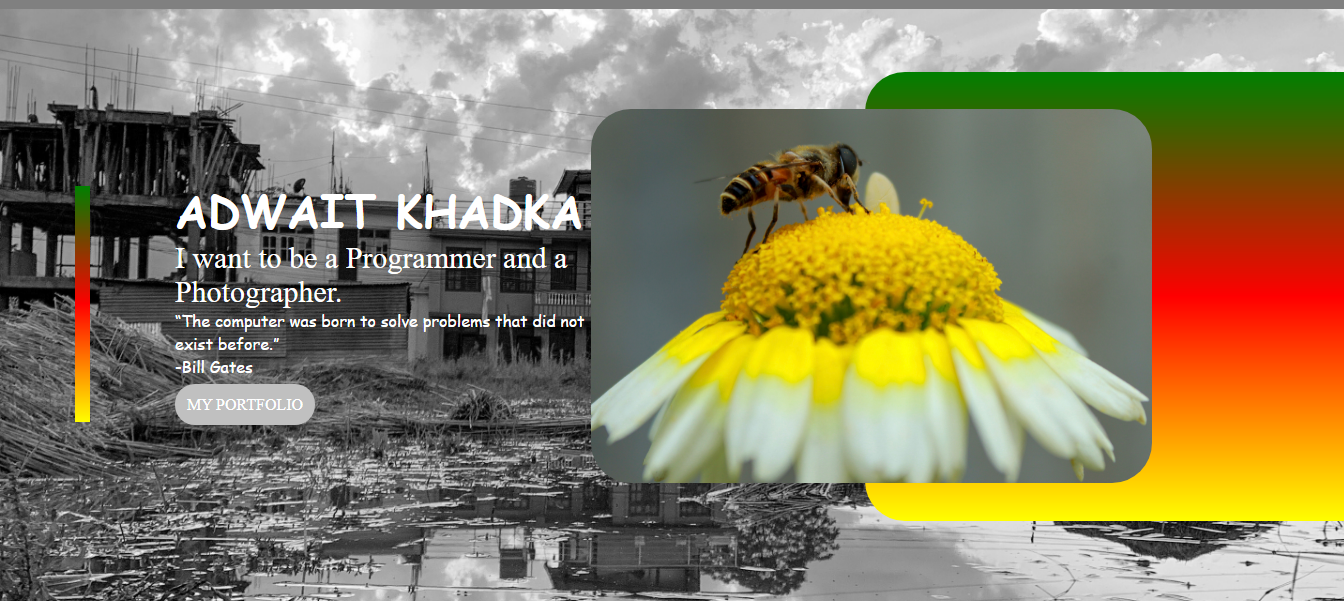 ADWAIT KHADKA
I want to be a Programmer and a
Photographer.
“The computer was born to solve problems that did not
exist before.”
-Bill Gates
MY PORTFOLIO